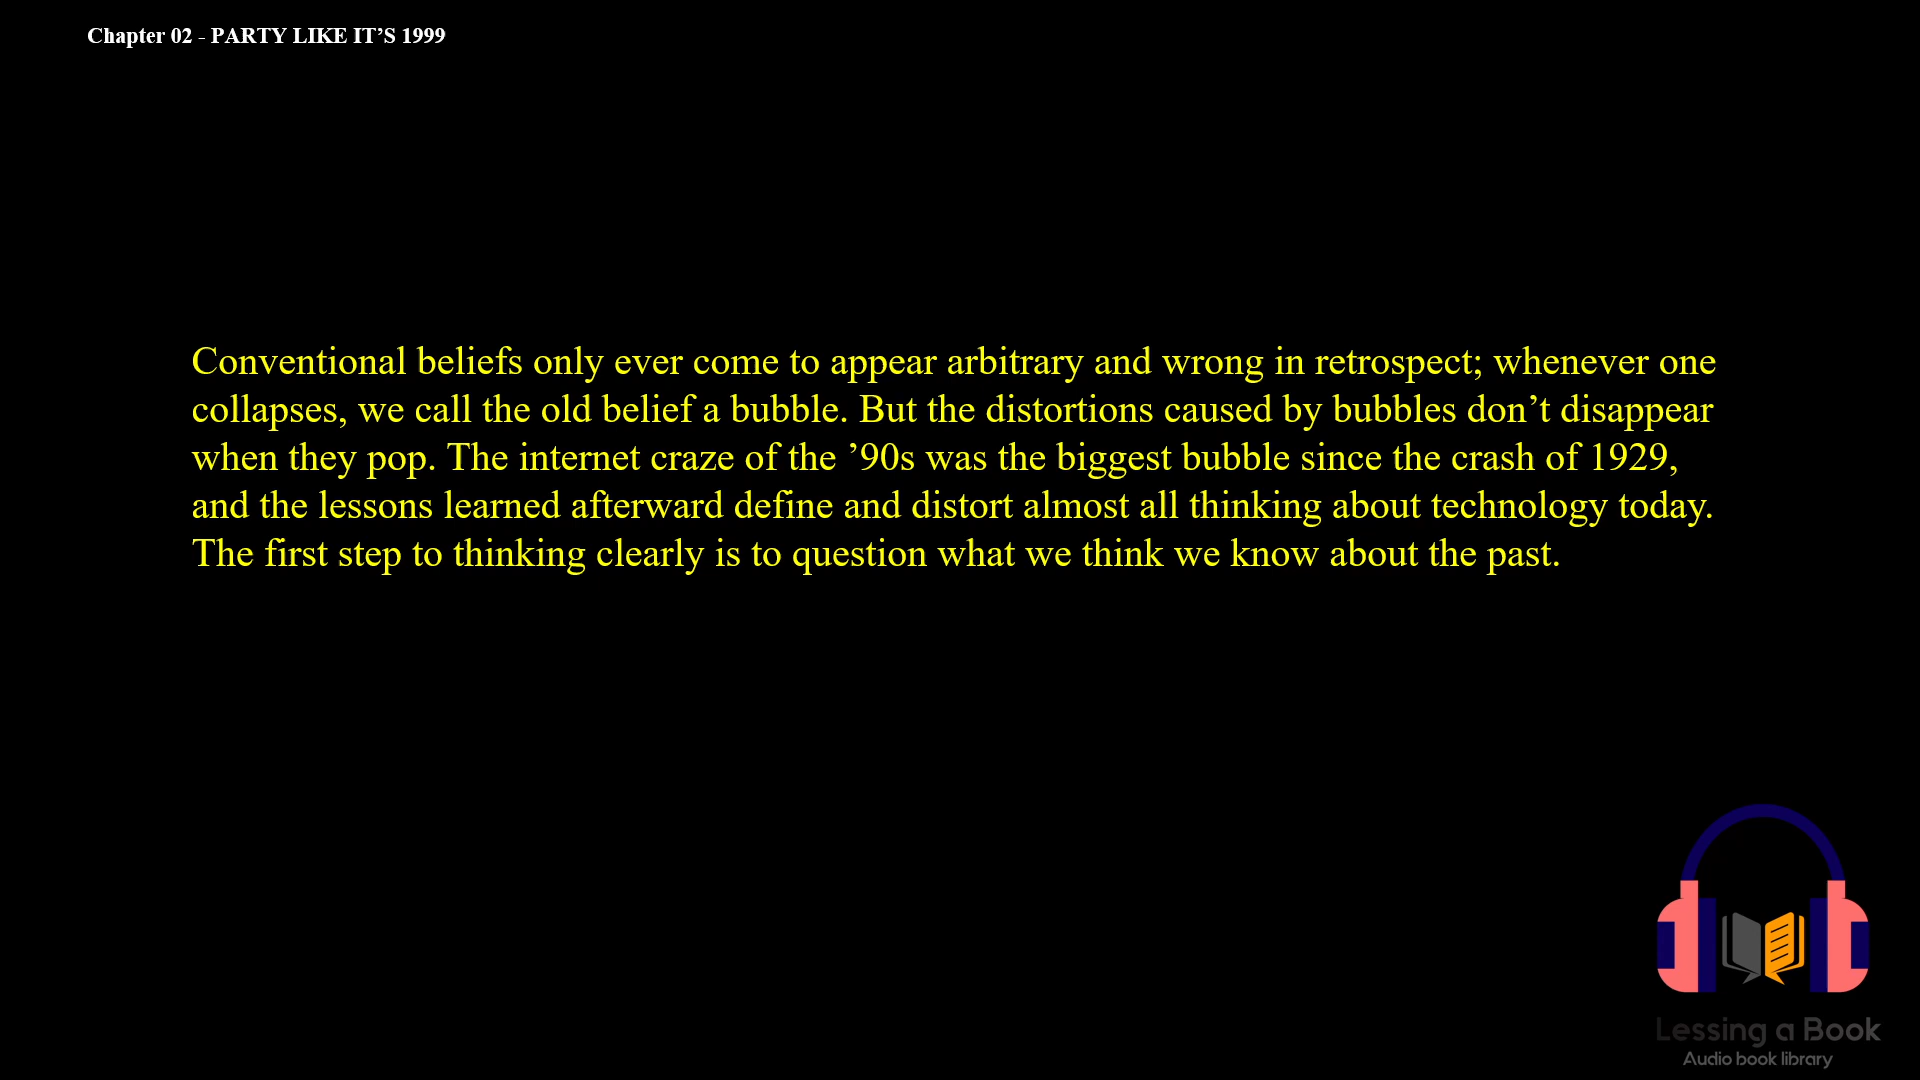 Chapter 02 - PARTY LIKE IT’S 1999
Conventional beliefs only ever come to appear arbitrary and wrong in retrospect; whenever one
collapses, we call the old belief a bubble. But the distortions caused by bubbles don’t disappear
when they pop. The internet craze of the ’90s was the biggest bubble since the crash of 1929,
and the lessons learned afterward define and distort almost all thinking about technology today.
The first step to thinking clearly is to question what we think we know about the past.
Lessing a Book
Audio book library